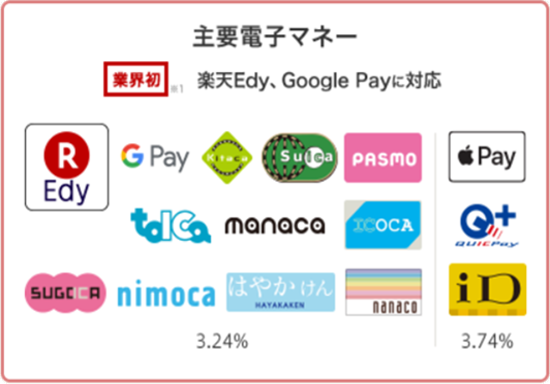 主要電子マネー
業界初 ※1 楽天Edy、Google Payに対応
R Edy G Pay Kitaca Suica PASMO Pay
TOICA manaca ICOCA QUICPay
SUGOCA nimoca はやかけん HAYAKAKEN nanaco iD
3.24% 3.74%